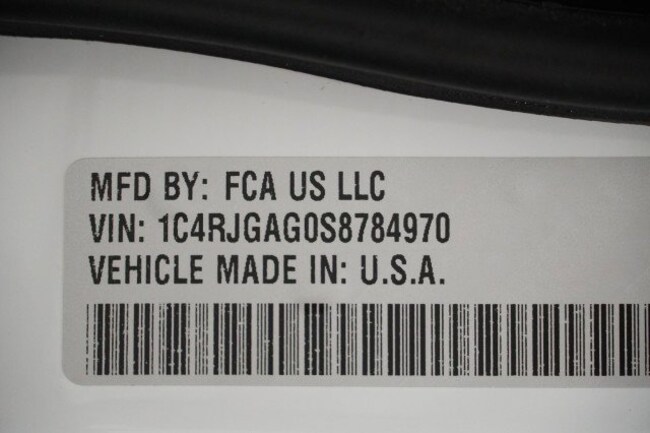 MFD BY: FCA US LLC
VIN: 1C4RJGAG0S8784970
VEHICLE MADE IN: U.S.A.